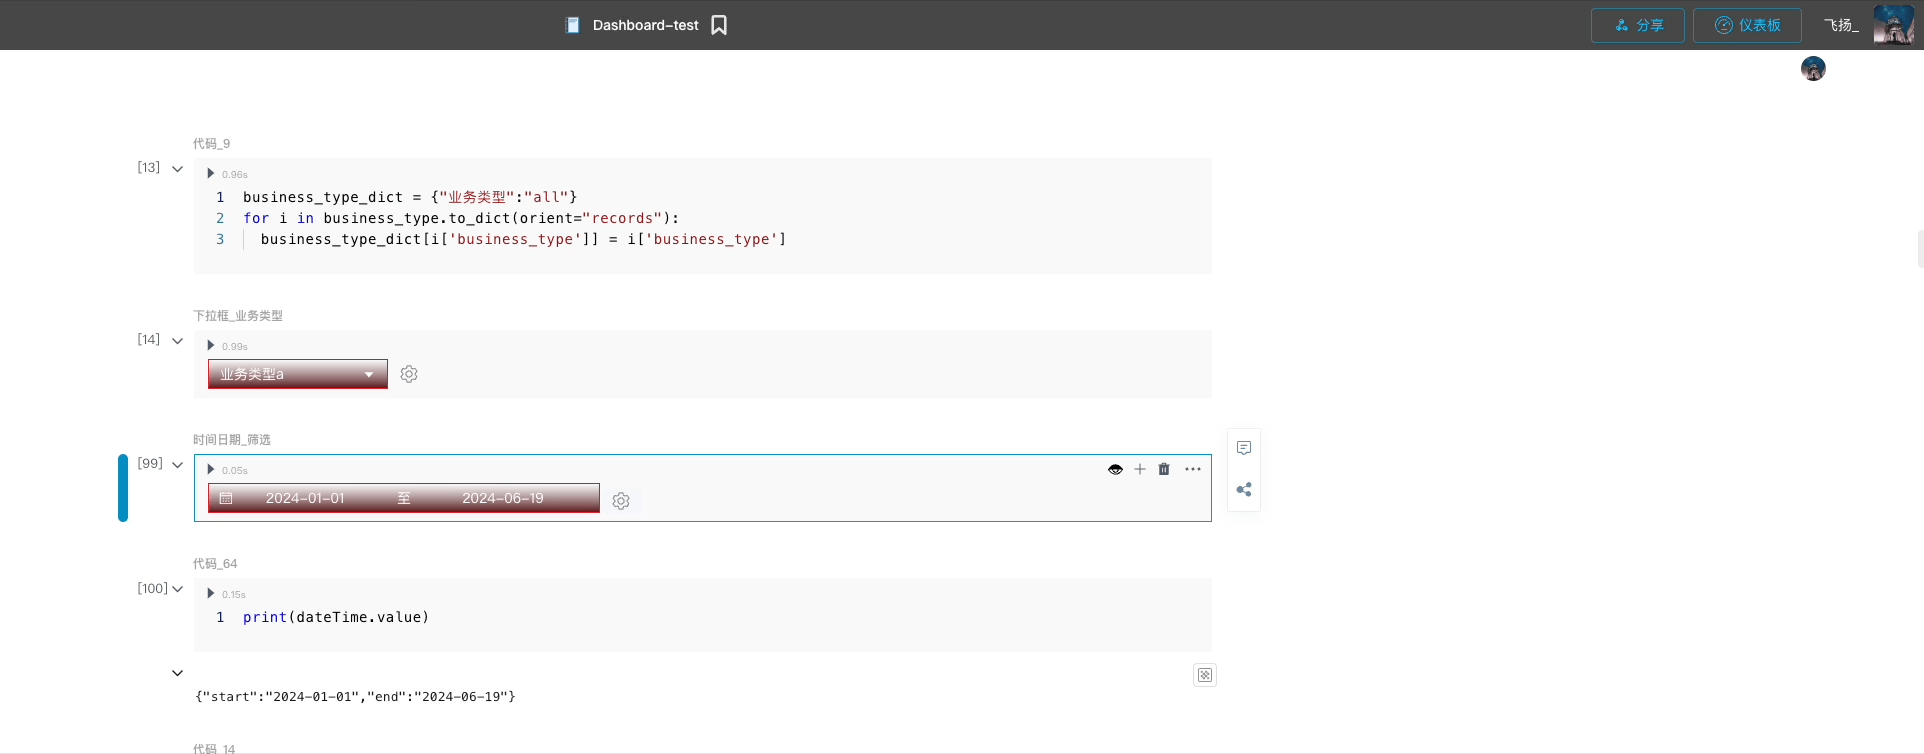 Dashboard-test
分享
仪表板
飞扬_
代码_9
[13]
0.96s
1 business_type_dict = {"业务类型":"all"}
2 for i in business_type.to_dict(orient="records"):
3 business_type_dict[i['business_type']] = i['business_type']
下拉框_业务类型
[14]
0.99s
业务类型a
时间日期_筛选
[99]
0.05s
2024-01-01 至 2024-06-19
代码_64
[100]
0.15s
1 print(dateTime.value)
{"start":"2024-01-01","end":"2024-06-19"}
代码_14